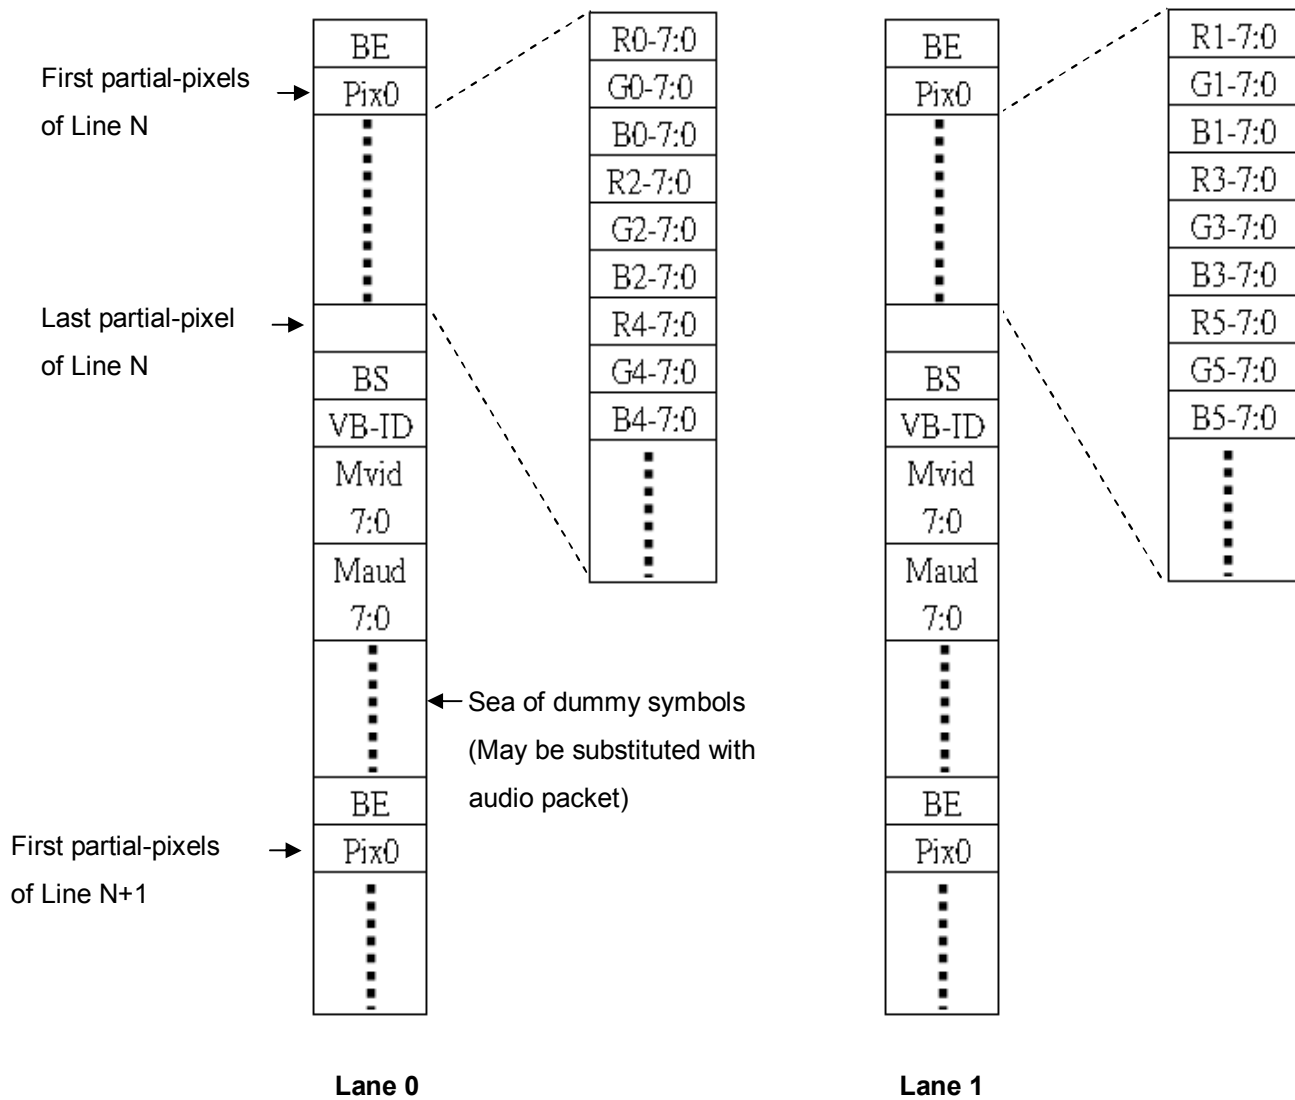 First partial-pixels
of Line N
Last partial-pixel
of Line N
First partial-pixels
of Line N+1
BE
Pix0
BS
VB-ID
Mvid
7:0
Maud
7:0
BE
Pix0
Lane 0
R0-7:0
G0-7:0
B0-7:0
R2-7:0
G2-7:0
B2-7:0
R4-7:0
G4-7:0
B4-7:0
Sea of dummy symbols
(May be substituted with
audio packet)
BE
Pix0
BS
VB-ID
Mvid
7:0
Maud
7:0
BE
Pix0
Lane 1
R1-7:0
G1-7:0
B1-7:0
R3-7:0
G3-7:0
B3-7:0
R5-7:0
G5-7:0
B5-7:0